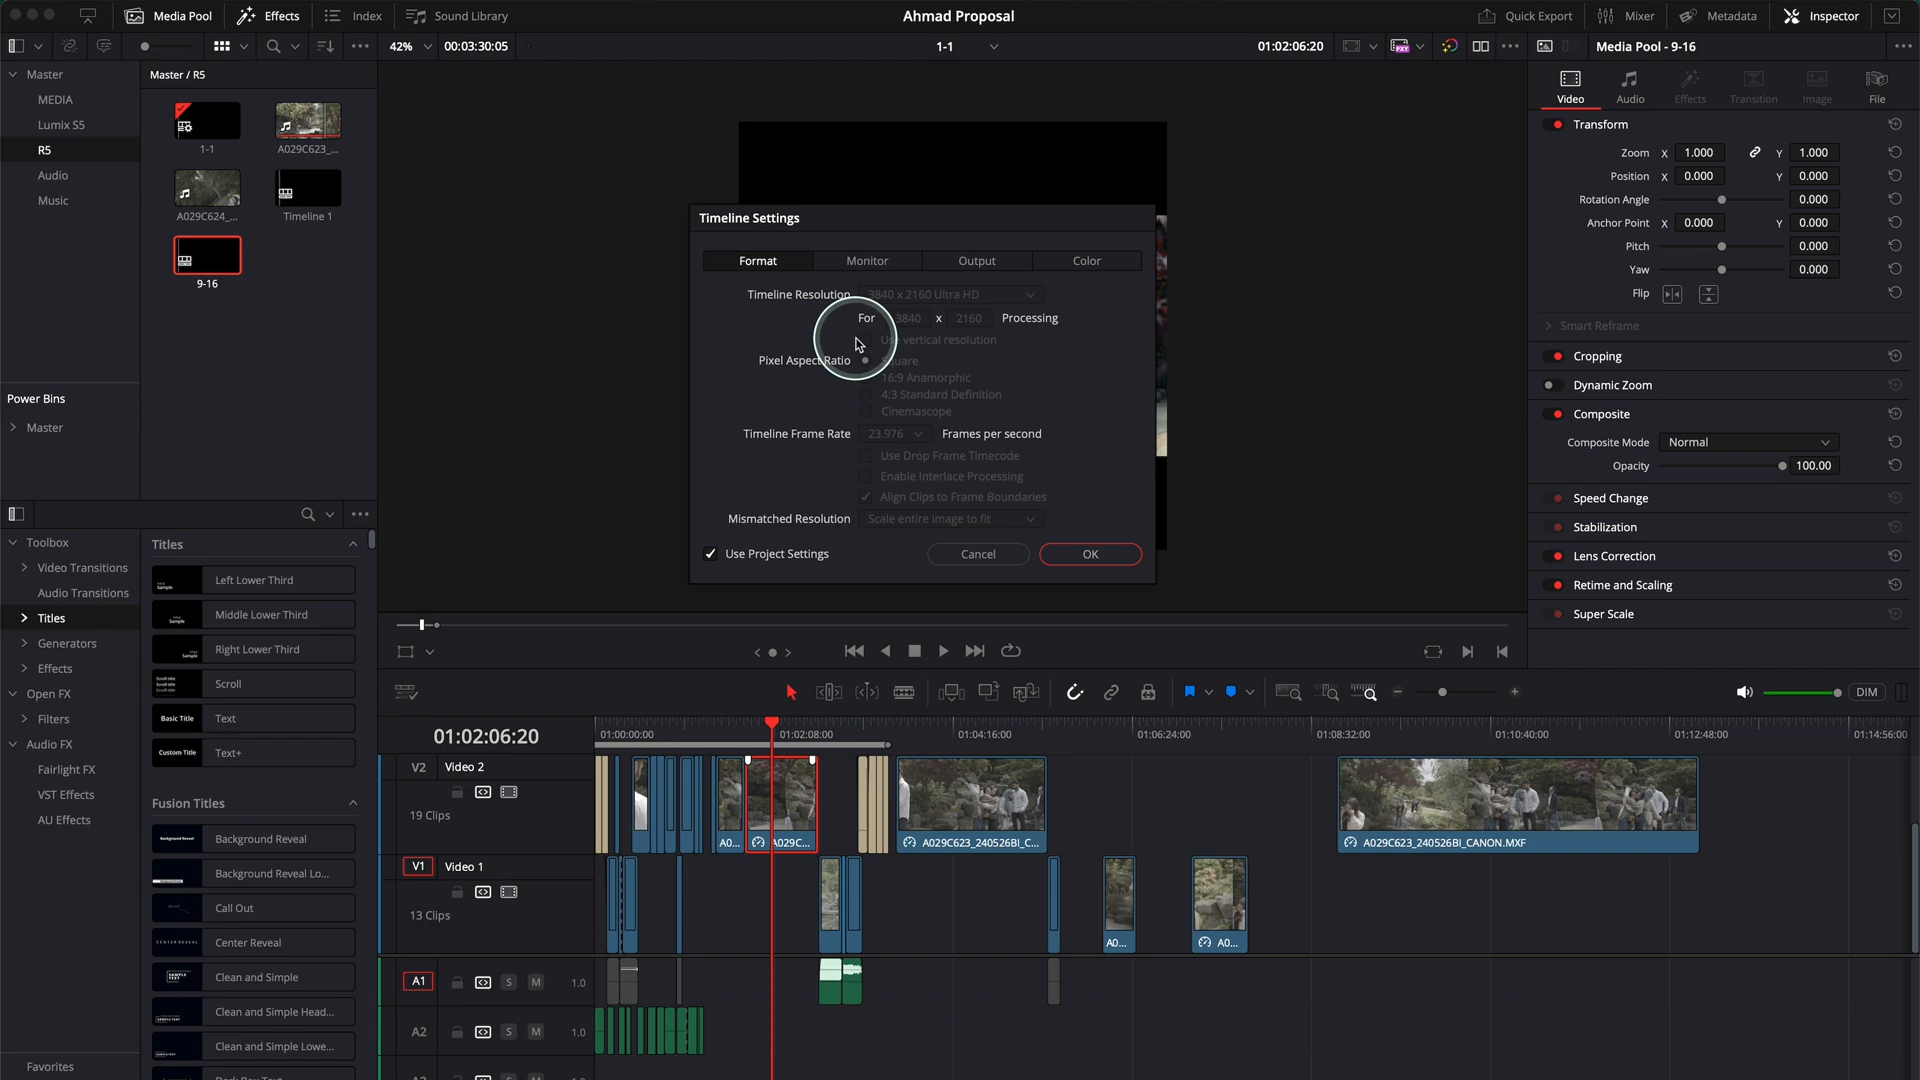 Media Pool Effects Index Sound Library Ahmad Proposal Quick Export Mixer Metadata Inspector
42% 00:03:30:05 1-1 01:02:06:20 Media Pool - 9-16
Master
MEDIA
Lumix S5
R5
Audio
Music
Power Bins
Master
Master / R5
1-1
A029C623_...
A029C624_...
Timeline 1
9-16
Timeline Settings
Format Monitor Output Color
Timeline Resolution 3840 x 2160 Ultra HD
For 3840 x 2160 Processing
Use vertical resolution
Pixel Aspect Ratio Square
16:9 Anamorphic
4:3 Standard Definition
Cinemascope
Timeline Frame Rate 23.976 Frames per second
Use Drop Frame Timecode
Enable Interlace Processing
Align Clips to Frame Boundaries
Mismatched Resolution Scale entire image to fit
Use Project Settings Cancel OK
Video Audio Effects Transition Image File
Transform
Zoom X 1.000 Y 1.000
Position X 0.000 Y 0.000
Rotation Angle 0.000
Anchor Point X 0.000 Y 0.000
Pitch 0.000
Yaw 0.000
Flip
Smart Reframe
Cropping
Dynamic Zoom
Composite
Composite Mode Normal
Opacity 100.00
Speed Change
Stabilization
Lens Correction
Retime and Scaling
Super Scale
Toolbox
Video Transitions
Audio Transitions
Titles
Generators
Effects
Open FX
Filters
Audio FX
Fairlight FX
VST Effects
AU Effects
Favorites
Titles
Left Lower Third
Middle Lower Third
Right Lower Third
Scroll
Basic Title Text
Custom Title Text+
Fusion Titles
Background Reveal
Background Reveal Lo...
Call Out
Center Reveal
Clean and Simple
Clean and Simple Head...
Clean and Simple Lowe...
DIM
01:02:06:20
01:00:00:00 01:02:08:00 01:04:16:00 01:06:24:00 01:08:32:00 01:10:40:00 01:12:48:00 01:14:56:00
V2 Video 2
19 Clips
A0... A029C... A029C623_240526BI_C... A029C623_240526BI_CANON.MXF
V1 Video 1
13 Clips
A0... A0...
A1 S M 1.0
A2 S M 1.0